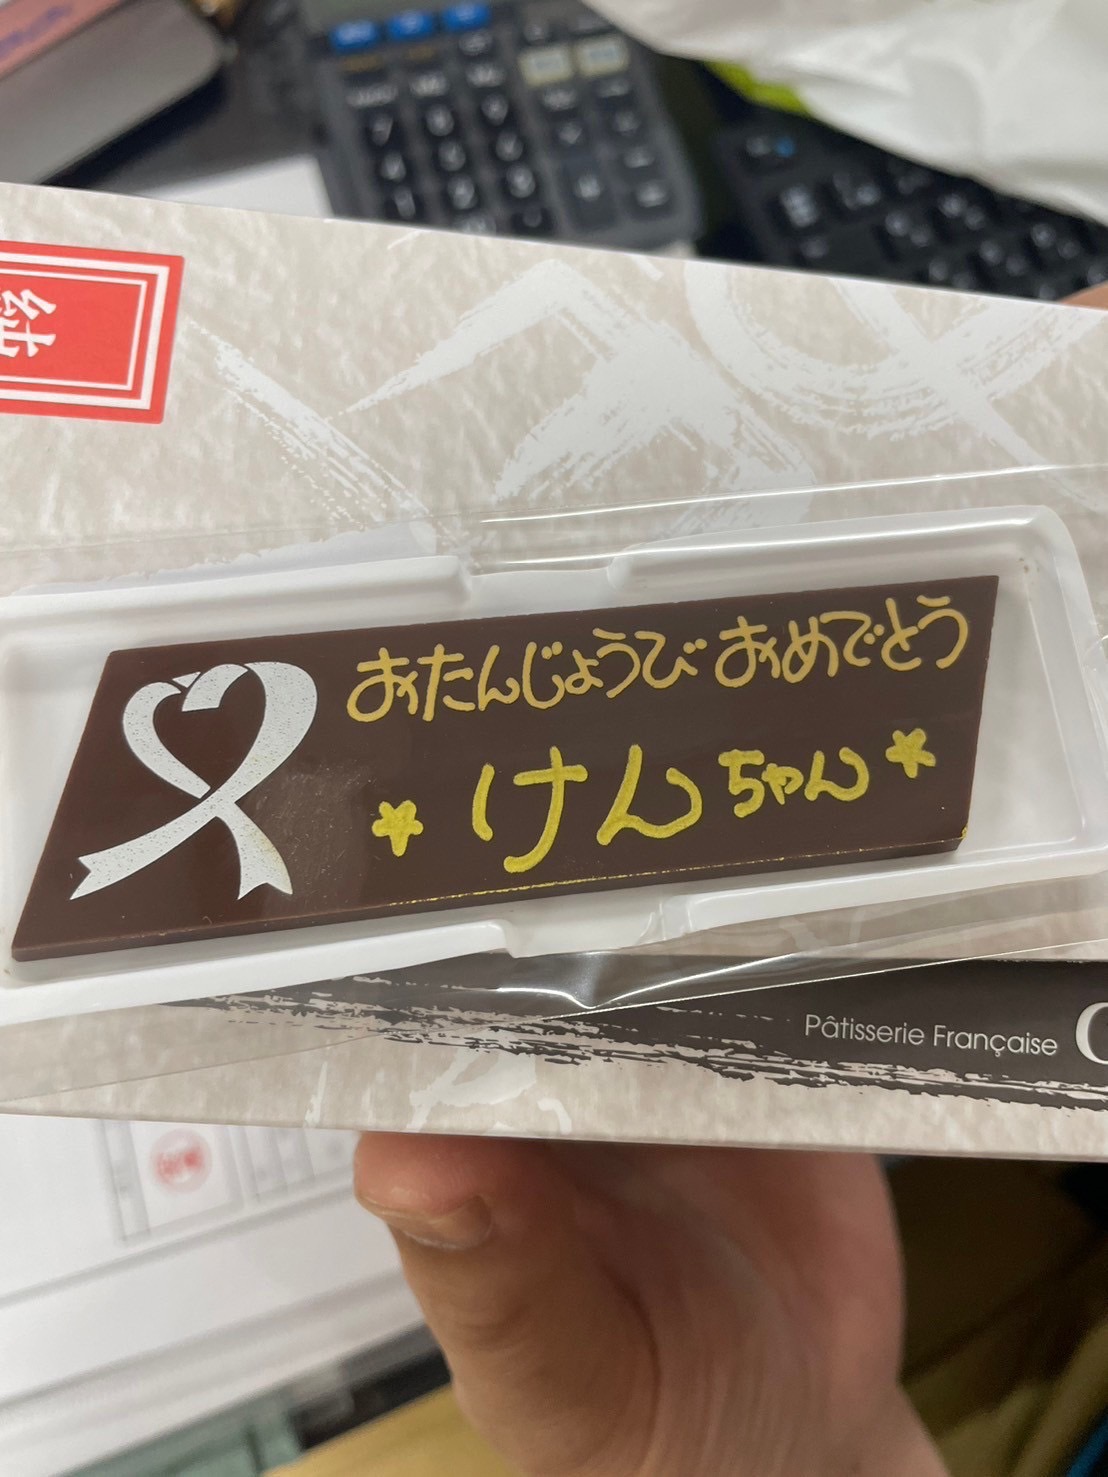 純
おたんじょうび おめでとう
けんちゃん
Pâtisserie Française